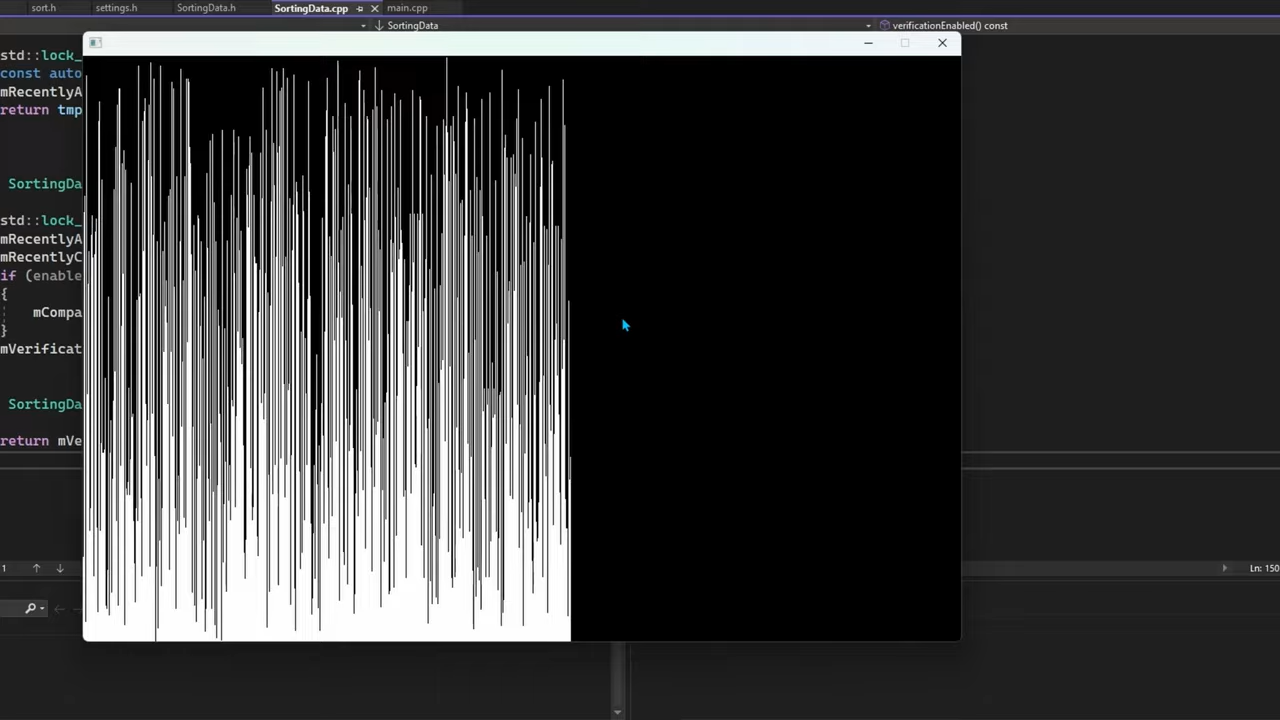 sort.h settings.h SortingData.h SortingData.cpp main.cpp
SortingData verificationEnabled() const
std::lock_
const auto
mRecentlyA
return tmp
SortingDa
std::lock_
mRecentlyA
mRecentlyC
if (enable
{
mCompa
}
mVerificat
SortingDa
return mVe
1 Ln: 150